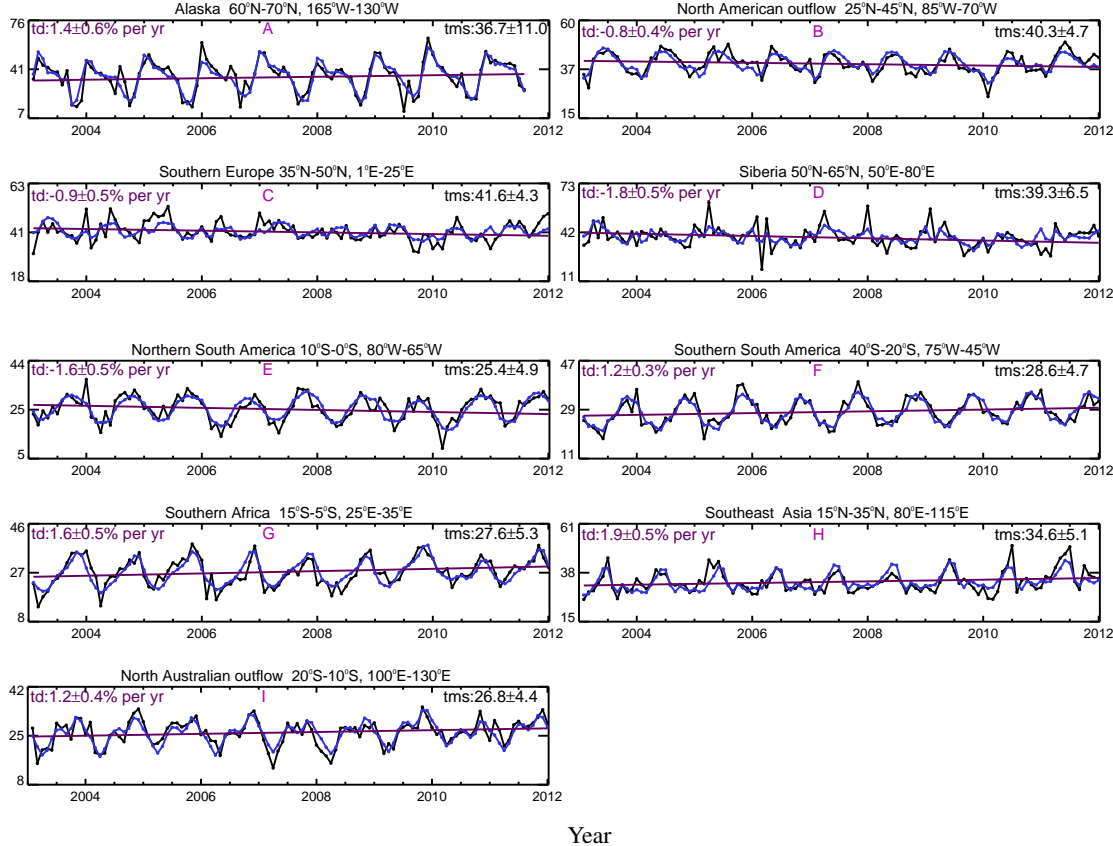 Alaska 60°N-70°N, 165°W-130°W
td:1.4±0.6% per yr
A
tms:36.7±11.0
76
41
7
2004 2006 2008 2010 2012
North American outflow 25°N-45°N, 85°W-70°W
td:-0.8±0.4% per yr
B
tms:40.3±4.7
60
37
15
2004 2006 2008 2010 2012
Southern Europe 35°N-50°N, 1°E-25°E
td:-0.9±0.5% per yr
C
tms:41.6±4.3
63
41
18
2004 2006 2008 2010 2012
Siberia 50°N-65°N, 50°E-80°E
td:-1.8±0.5% per yr
D
tms:39.3±6.5
73
42
11
2004 2006 2008 2010 2012
Northern South America 10°S-0°S, 80°W-65°W
td:-1.6±0.5% per yr
E
tms:25.4±4.9
44
25
5
2004 2006 2008 2010 2012
Southern South America 40°S-20°S, 75°W-45°W
td:1.2±0.3% per yr
F
tms:28.6±4.7
47
29
11
2004 2006 2008 2010 2012
Southern Africa 15°S-5°S, 25°E-35°E
td:1.6±0.5% per yr
G
tms:27.6±5.3
46
27
8
2004 2006 2008 2010 2012
Southeast Asia 15°N-35°N, 80°E-115°E
td:1.9±0.5% per yr
H
tms:34.6±5.1
61
38
15
2004 2006 2008 2010 2012
North Australian outflow 20°S-10°S, 100°E-130°E
td:1.2±0.4% per yr
I
tms:26.8±4.4
42
25
8
2004 2006 2008 2010 2012
Year